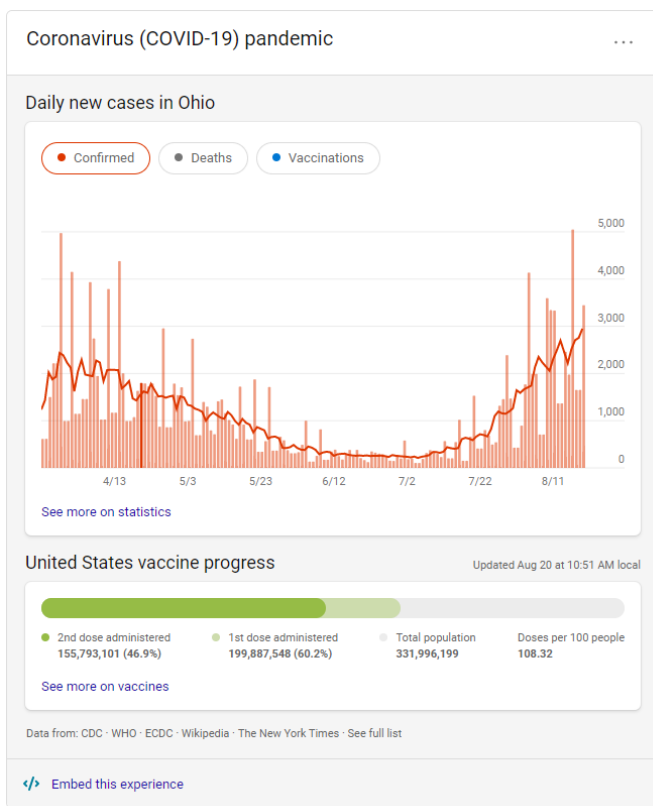 Coronavirus (COVID-19) pandemic
Daily new cases in Ohio
Confirmed Deaths Vaccinations
5,000
4,000
3,000
2,000
1,000
0
4/13 5/3 5/23 6/12 7/2 7/22 8/11
See more on statistics
United States vaccine progress Updated Aug 20 at 10:51 AM local
2nd dose administered 1st dose administered Total population Doses per 100 people
155,793,101 (46.9%) 199,887,548 (60.2%) 331,996,199 108.32
See more on vaccines
Data from: CDC · WHO · ECDC · Wikipedia · The New York Times · See full list
</> Embed this experience